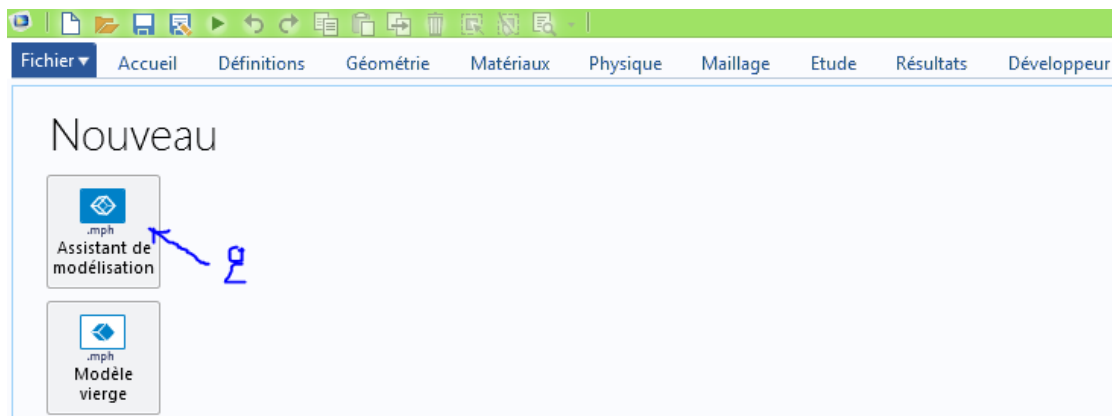 Fichier Accueil Définitions Géométrie Matériaux Physique Maillage Etude Résultats Développeur
Nouveau
.mph
Assistant de
modélisation
2
.mph
Modèle
vierge